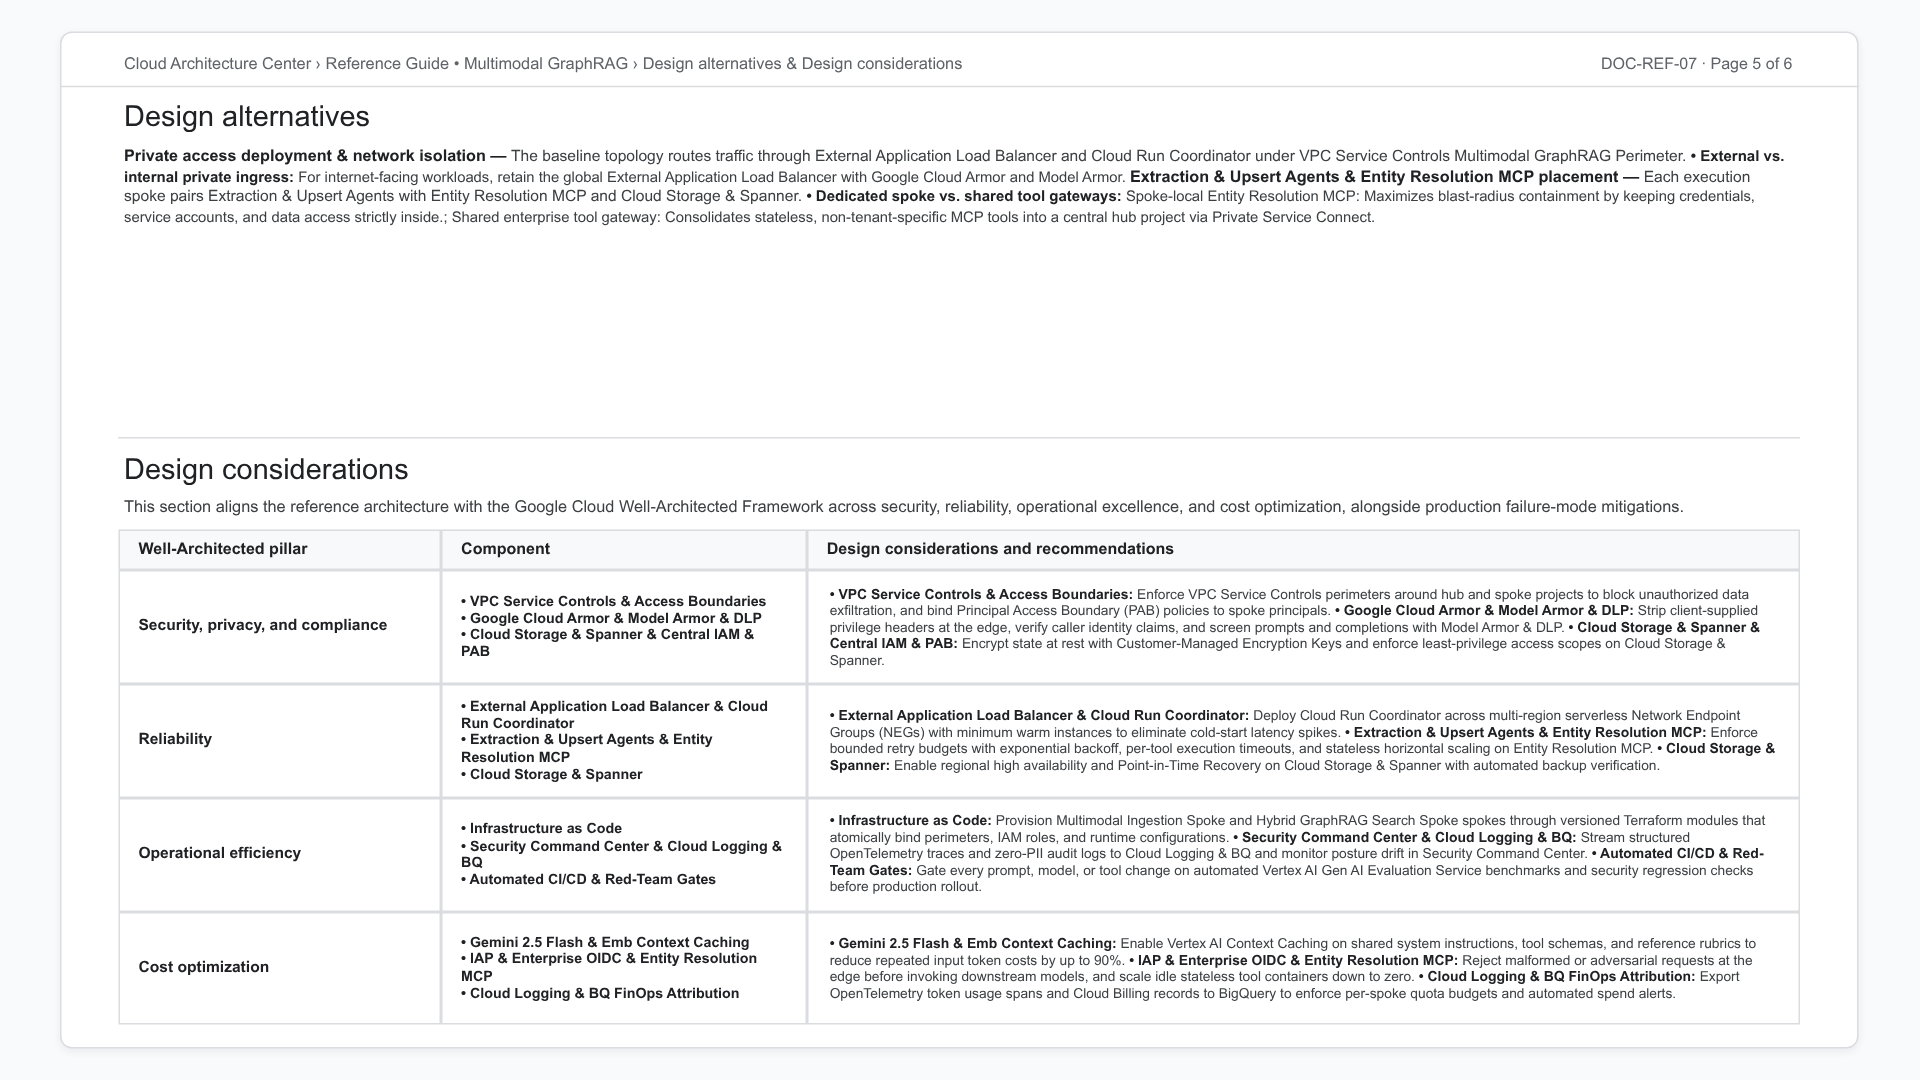 Cloud Architecture Center › Reference Guide • Multimodal GraphRAG › Design alternatives & Design considerations
DOC-REF-07 · Page 5 of 6
Design alternatives
Private access deployment & network isolation — The baseline topology routes traffic through External Application Load Balancer and Cloud Run Coordinator under VPC Service Controls Multimodal GraphRAG Perimeter. • External vs.
internal private ingress: For internet-facing workloads, retain the global External Application Load Balancer with Google Cloud Armor and Model Armor. Extraction & Upsert Agents & Entity Resolution MCP placement — Each execution
spoke pairs Extraction & Upsert Agents with Entity Resolution MCP and Cloud Storage & Spanner. • Dedicated spoke vs. shared tool gateways: Spoke-local Entity Resolution MCP: Maximizes blast-radius containment by keeping credentials,
service accounts, and data access strictly inside.; Shared enterprise tool gateway: Consolidates stateless, non-tenant-specific MCP tools into a central hub project via Private Service Connect.
Design considerations
This section aligns the reference architecture with the Google Cloud Well-Architected Framework across security, reliability, operational excellence, and cost optimization, alongside production failure-mode mitigations.
Well-Architected pillar
Component
Design considerations and recommendations
Security, privacy, and compliance
• VPC Service Controls & Access Boundaries
• Google Cloud Armor & Model Armor & DLP
• Cloud Storage & Spanner & Central IAM &
PAB
• VPC Service Controls & Access Boundaries: Enforce VPC Service Controls perimeters around hub and spoke projects to block unauthorized data
exfiltration, and bind Principal Access Boundary (PAB) policies to spoke principals. • Google Cloud Armor & Model Armor & DLP: Strip client-supplied
privilege headers at the edge, verify caller identity claims, and screen prompts and completions with Model Armor & DLP. • Cloud Storage & Spanner &
Central IAM & PAB: Encrypt state at rest with Customer-Managed Encryption Keys and enforce least-privilege access scopes on Cloud Storage &
Spanner.
Reliability
• External Application Load Balancer & Cloud
Run Coordinator
• Extraction & Upsert Agents & Entity
Resolution MCP
• Cloud Storage & Spanner
• External Application Load Balancer & Cloud Run Coordinator: Deploy Cloud Run Coordinator across multi-region serverless Network Endpoint
Groups (NEGs) with minimum warm instances to eliminate cold-start latency spikes. • Extraction & Upsert Agents & Entity Resolution MCP: Enforce
bounded retry budgets with exponential backoff, per-tool execution timeouts, and stateless horizontal scaling on Entity Resolution MCP. • Cloud Storage &
Spanner: Enable regional high availability and Point-in-Time Recovery on Cloud Storage & Spanner with automated backup verification.
Operational efficiency
• Infrastructure as Code
• Security Command Center & Cloud Logging &
BQ
• Automated CI/CD & Red-Team Gates
• Infrastructure as Code: Provision Multimodal Ingestion Spoke and Hybrid GraphRAG Search Spoke spokes through versioned Terraform modules that
atomically bind perimeters, IAM roles, and runtime configurations. • Security Command Center & Cloud Logging & BQ: Stream structured
OpenTelemetry traces and zero-PII audit logs to Cloud Logging & BQ and monitor posture drift in Security Command Center. • Automated CI/CD & Red-
Team Gates: Gate every prompt, model, or tool change on automated Vertex AI Gen AI Evaluation Service benchmarks and security regression checks
before production rollout.
Cost optimization
• Gemini 2.5 Flash & Emb Context Caching
• IAP & Enterprise OIDC & Entity Resolution
MCP
• Cloud Logging & BQ FinOps Attribution
• Gemini 2.5 Flash & Emb Context Caching: Enable Vertex AI Context Caching on shared system instructions, tool schemas, and reference rubrics to
reduce repeated input token costs by up to 90%. • IAP & Enterprise OIDC & Entity Resolution MCP: Reject malformed or adversarial requests at the
edge before invoking downstream models, and scale idle stateless tool containers down to zero. • Cloud Logging & BQ FinOps Attribution: Export
OpenTelemetry token usage spans and Cloud Billing records to BigQuery to enforce per-spoke quota budgets and automated spend alerts.